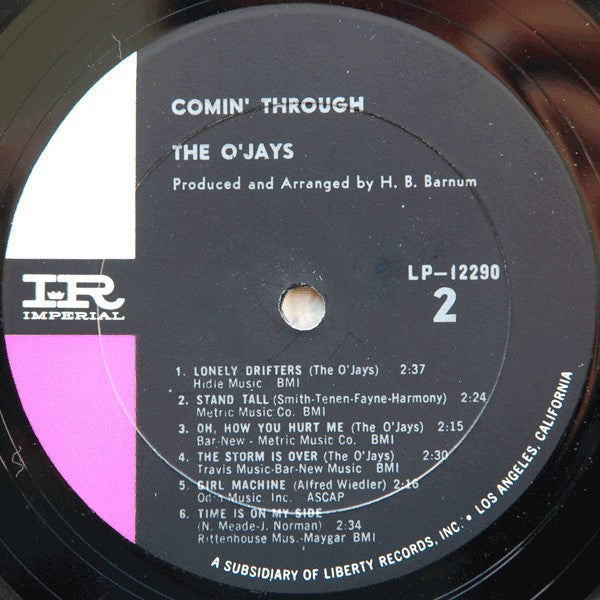 COMIN' THROUGH
THE O'JAYS
Produced and Arranged by H. B. Barnum
LP-12290
2
IR
IMPERIAL
1. LONELY DRIFTERS (The O'Jays) 2:37
Hidie Music BMI
2. STAND TALL (Smith-Tenen-Fayne-Harmony) 2:24
Metric Music Co. BMI
3. OH, HOW YOU HURT ME (The O'Jays) 2:15
Bar-New - Metric Music Co. BMI
4. THE STORM IS OVER (The O'Jays) 2:30
Travis Music-Bar-New Music BMI
5. GIRL MACHINE (Alfred Wiedler) 2:16
Music, Inc. ASCAP
6. TIME IS ON MY SIDE
(N. Meade-J. Norman) 2:34
Rittenhouse Mus.-Maygar BMI
A SUBSIDIARY OF LIBERTY RECORDS, INC. • LOS ANGELES, CALIFORNIA